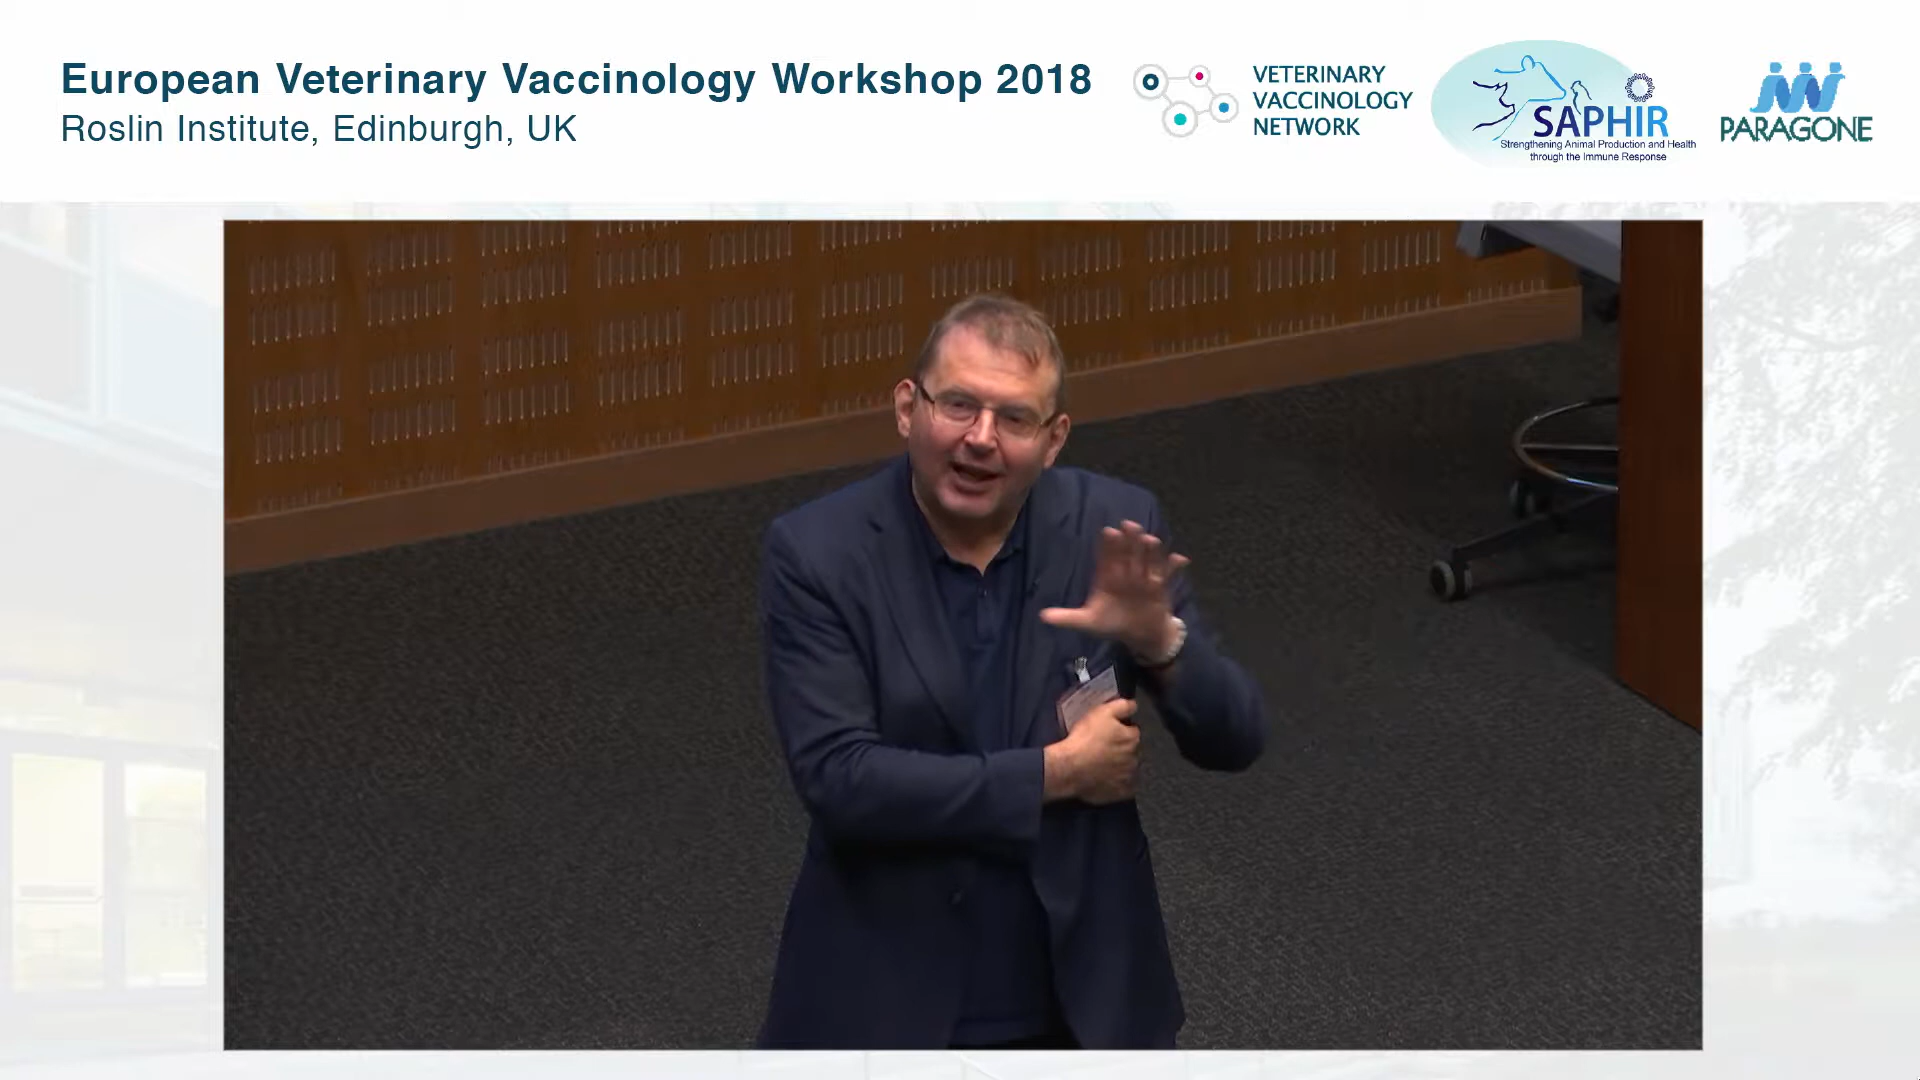 European Veterinary Vaccinology Workshop 2018
Roslin Institute, Edinburgh, UK
VETERINARY
VACCINOLOGY
NETWORK
SAPHIR
Strengthening Animal Production and Health
through the Immune Response
PARAGONE